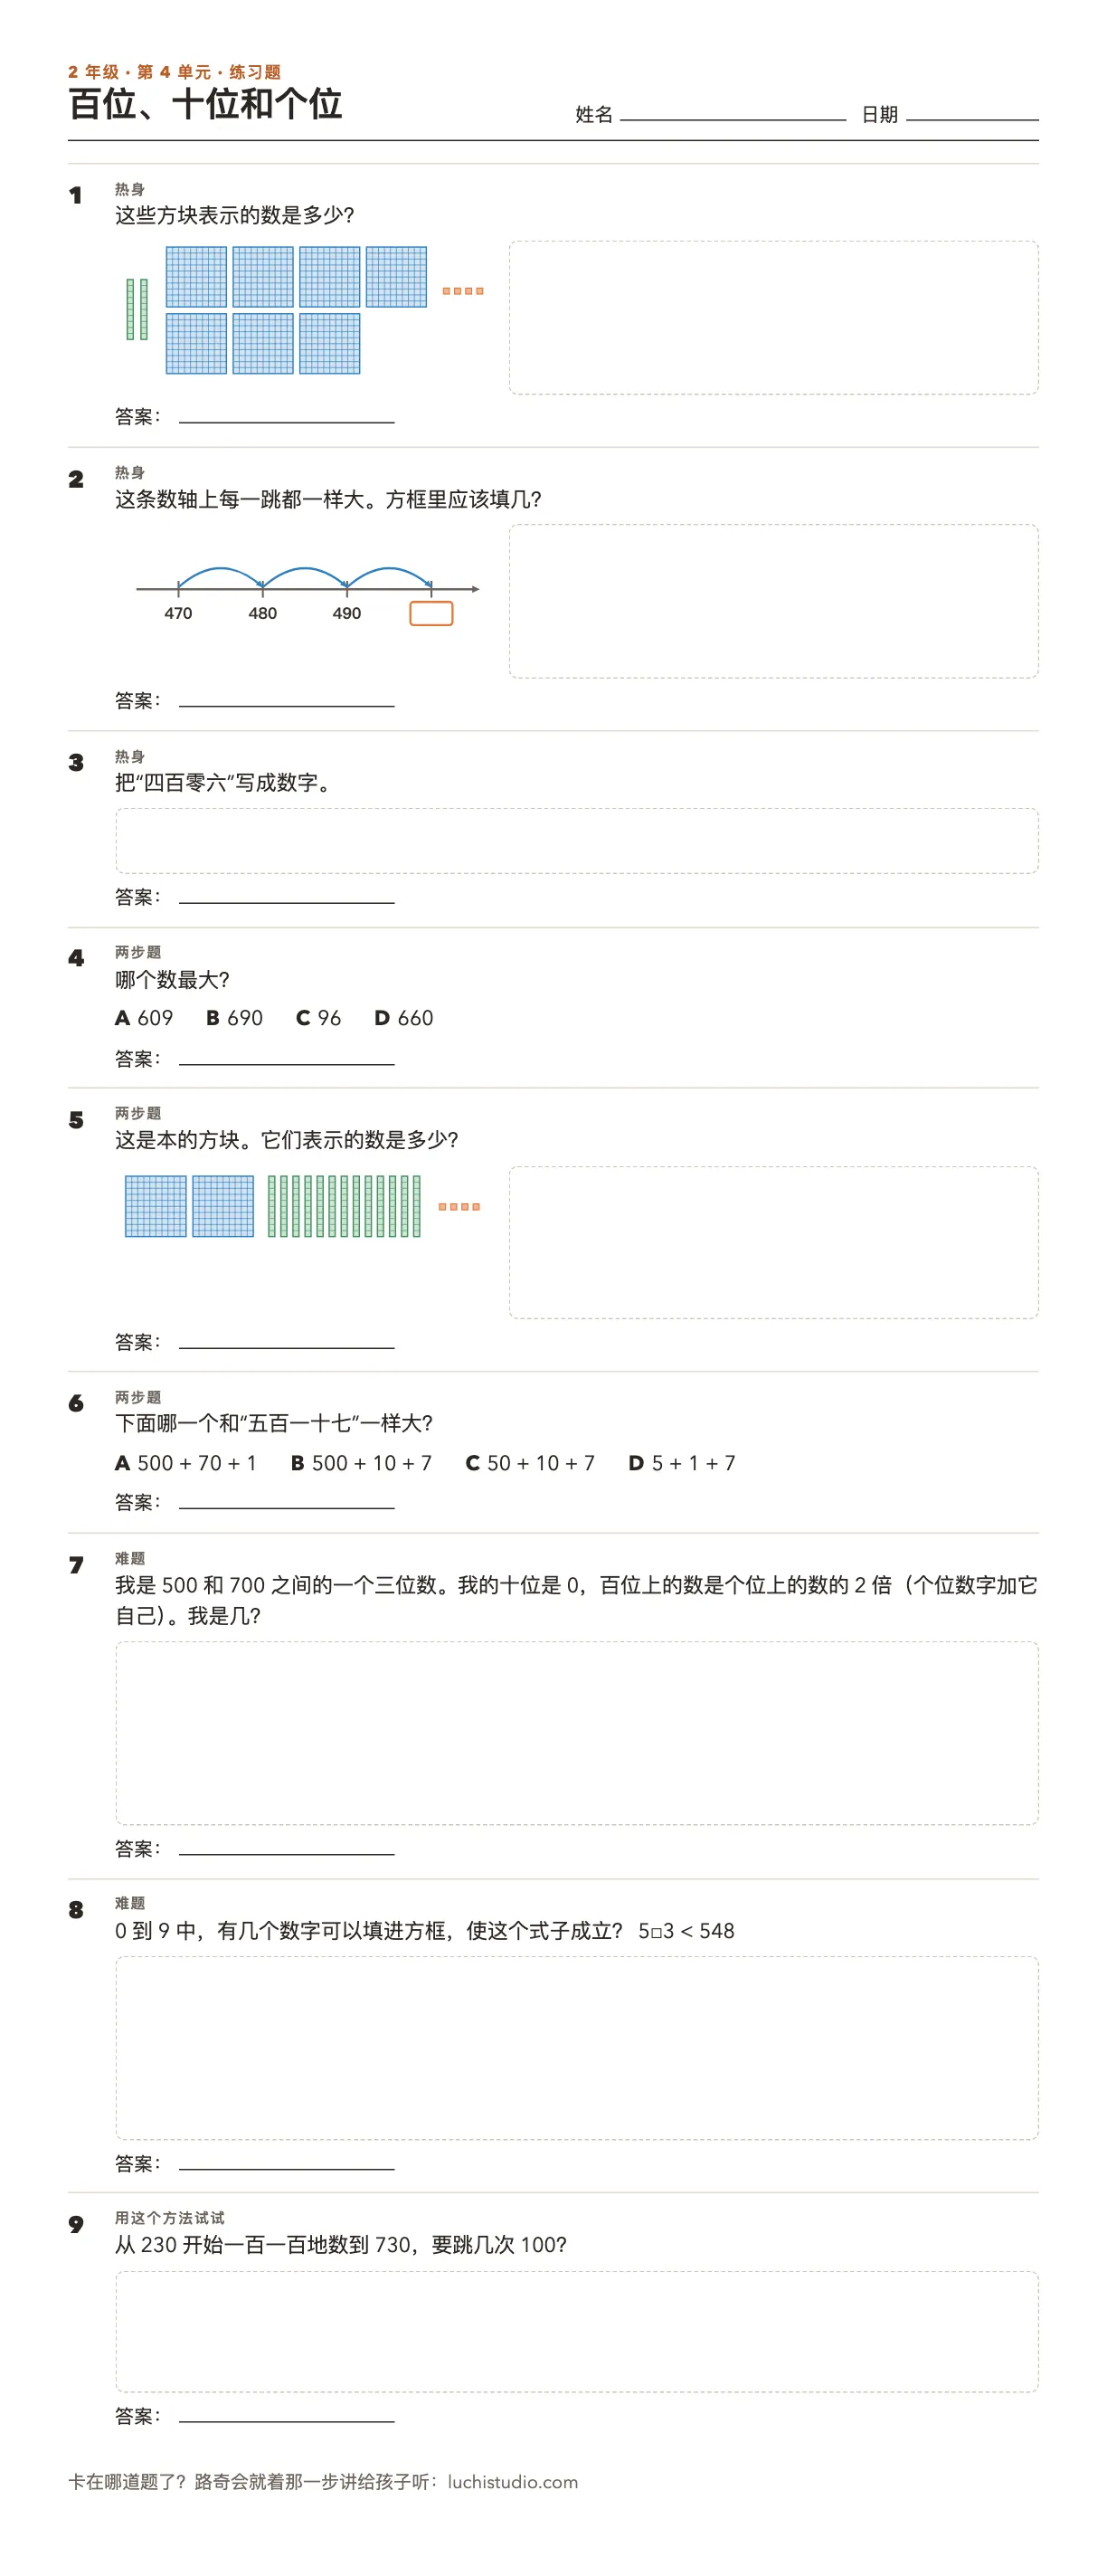 2 年级·第 4 单元·练习题
百位、十位和个位
姓名 日期
1
热身
这些方块表示的数是多少？
答案：
2
热身
这条数轴上每一跳都一样大。方框里应该填几？
470 480 490
答案：
3
热身
把“四百零六”写成数字。
答案：
4
两步题
哪个数最大？
A 609 B 690 C 96 D 660
答案：
5
两步题
这是本的方块。它们表示的数是多少？
答案：
6
两步题
下面哪一个和“五百一十七”一样大？
A 500 + 70 + 1 B 500 + 10 + 7 C 50 + 10 + 7 D 5 + 1 + 7
答案：
7
难题
我是 500 和 700 之间的一个三位数。我的十位是 0，百位上的数是个位上的数的 2 倍（个位数字加它
自己）。我是几？
答案：
8
难题
0 到 9 中，有几个数字可以填进方框，使这个式子成立？ 5□3 < 548
答案：
9
用这个方法试试
从 230 开始一百一百地数到 730，要跳几次 100？
答案：
卡在哪道题了？路奇会就着那一步讲给孩子听：luchistudio.com